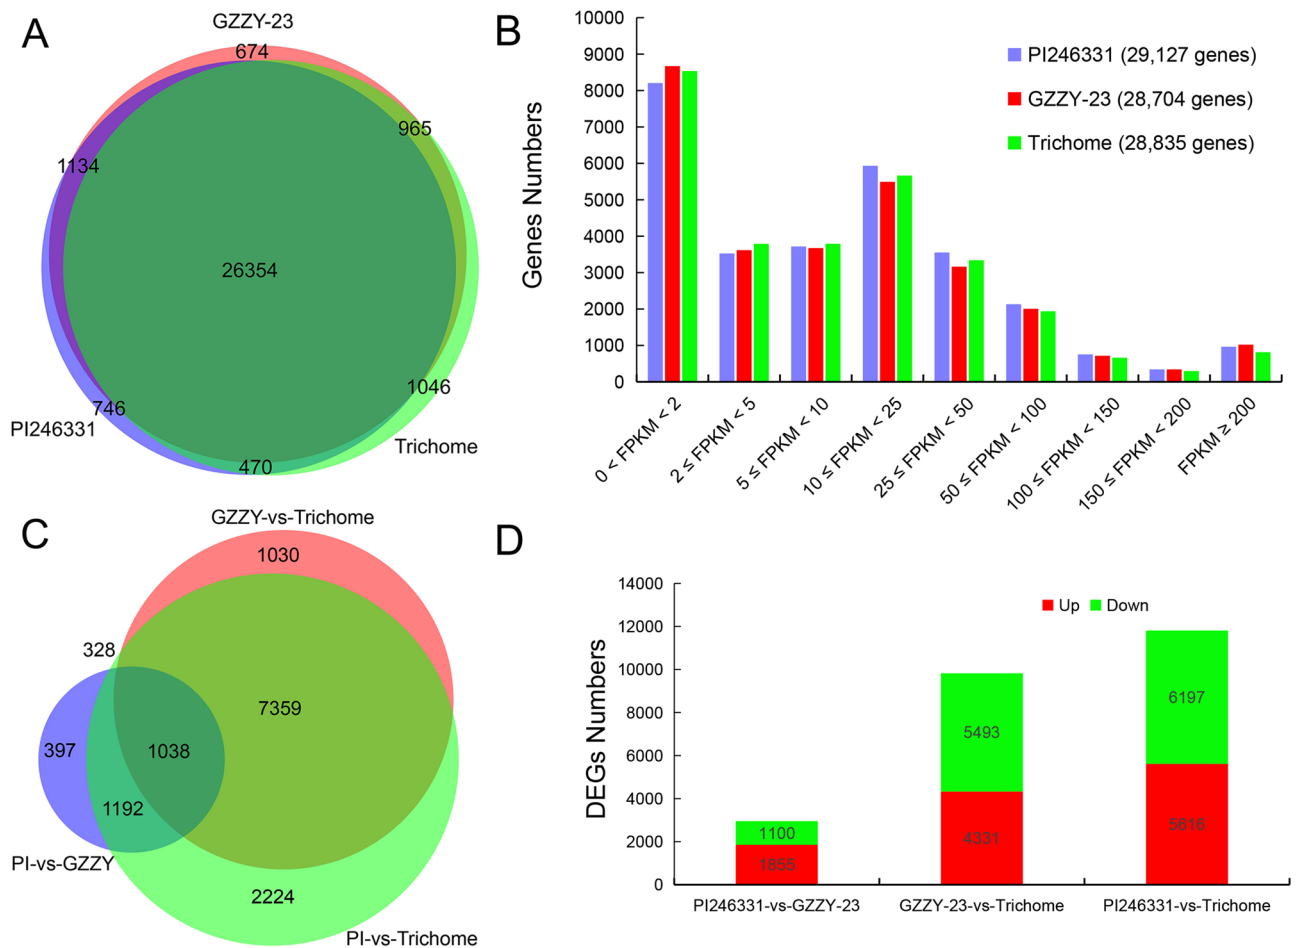 A
GZZY-23
674
965
1134
26354
1046
746
PI246331
Trichome
470
B
Genes Numbers
10000
9000
8000
7000
6000
5000
4000
3000
2000
1000
0
PI246331 (29,127 genes)
GZZY-23 (28,704 genes)
Trichome (28,835 genes)
0 < FPKM < 2
2 ≤ FPKM < 5
5 ≤ FPKM < 10
10 ≤ FPKM < 25
25 ≤ FPKM < 50
50 ≤ FPKM < 100
100 ≤ FPKM < 150
150 ≤ FPKM < 200
FPKM ≥ 200
C
GZZY-vs-Trichome
1030
328
7359
397
1038
1192
PI-vs-GZZY
2224
PI-vs-Trichome
D
DEGs Numbers
14000
12000
10000
8000
6000
4000
2000
0
Up Down
1100
1855
5493
4331
6197
5616
PI246331-vs-GZZY-23
GZZY-23-vs-Trichome
PI246331-vs-Trichome